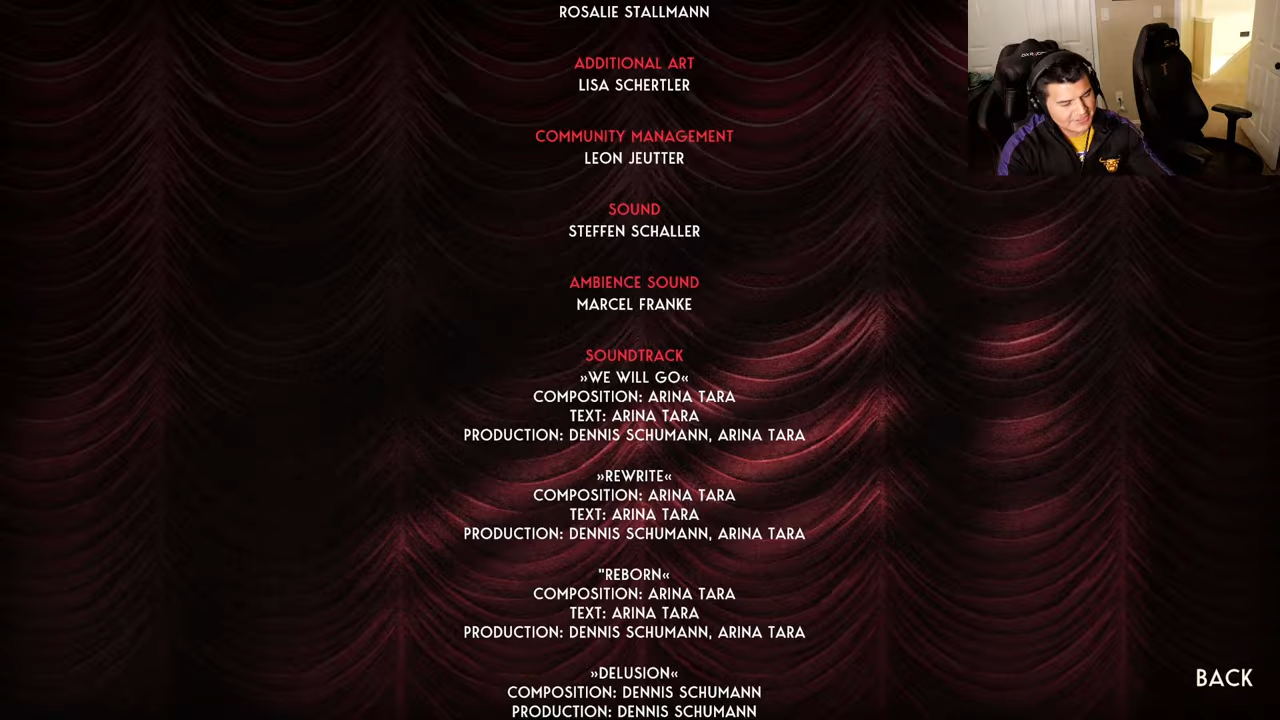 ROSALIE STALLMANN
ADDITIONAL ART
LISA SCHERTLER
COMMUNITY MANAGEMENT
LEON JEUTTER
SOUND
STEFFEN SCHALLER
AMBIENCE SOUND
MARCEL FRANKE
SOUNDTRACK
»WE WILL GO«
COMPOSITION: ARINA TARA
TEXT: ARINA TARA
PRODUCTION: DENNIS SCHUMANN, ARINA TARA
»REWRITE«
COMPOSITION: ARINA TARA
TEXT: ARINA TARA
PRODUCTION: DENNIS SCHUMANN, ARINA TARA
"REBORN«
COMPOSITION: ARINA TARA
TEXT: ARINA TARA
PRODUCTION: DENNIS SCHUMANN, ARINA TARA
»DELUSION«
COMPOSITION: DENNIS SCHUMANN
PRODUCTION: DENNIS SCHUMANN
BACK